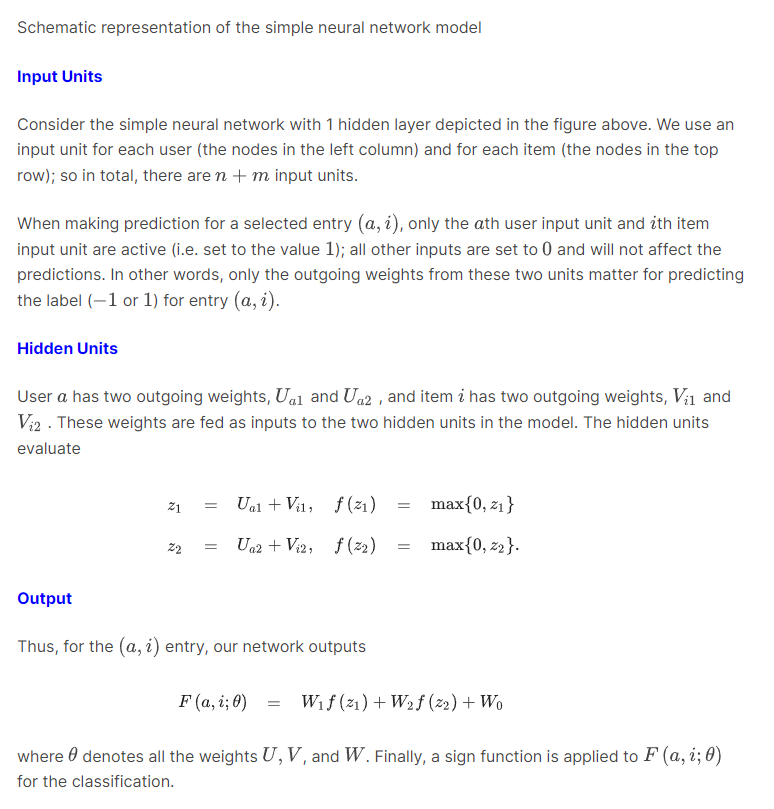 Schematic representation of the simple neural network model
Input Units
Consider the simple neural network with 1 hidden layer depicted in the figure above. We use an
input unit for each user (the nodes in the left column) and for each item (the nodes in the top
row); so in total, there are n + m input units.
When making prediction for a selected entry (a, i), only the ath user input unit and ith item
input unit are active (i.e. set to the value 1); all other inputs are set to 0 and will not affect the
predictions. In other words, only the outgoing weights from these two units matter for predicting
the label (−1 or 1) for entry (a, i).
Hidden Units
User a has two outgoing weights, U_{a1} and U_{a2} , and item i has two outgoing weights, V_{i1} and
V_{i2} . These weights are fed as inputs to the two hidden units in the model. The hidden units
evaluate
z_1 = U_{a1} + V_{i1}, f(z_1) = max{0, z_1}
z_2 = U_{a2} + V_{i2}, f(z_2) = max{0, z_2}.
Output
Thus, for the (a, i) entry, our network outputs
F(a, i; θ) = W_1 f(z_1) + W_2 f(z_2) + W_0
where θ denotes all the weights U, V, and W. Finally, a sign function is applied to F(a, i; θ)
for the classification.